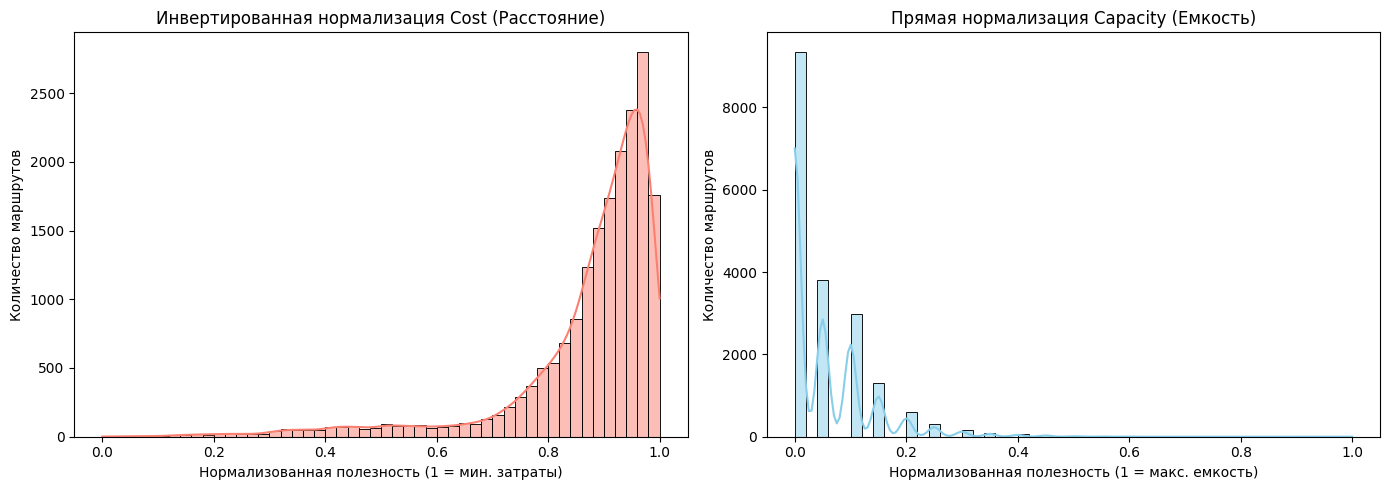 Инвертированная нормализация Cost (Расстояние)
Количество маршрутов
2500
2000
1500
1000
500
0
0.0 0.2 0.4 0.6 0.8 1.0
Нормализованная полезность (1 = мин. затраты)
Прямая нормализация Capacity (Емкость)
Количество маршрутов
8000
6000
4000
2000
0
0.0 0.2 0.4 0.6 0.8 1.0
Нормализованная полезность (1 = макс. емкость)